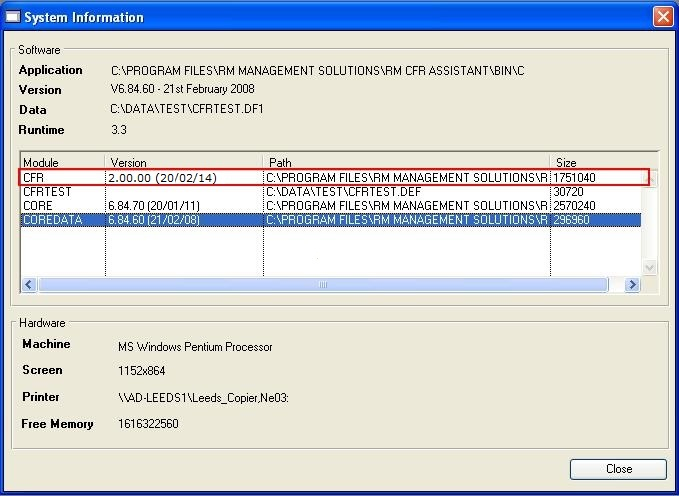 System Information
Software
Application C:\PROGRAM FILES\RM MANAGEMENT SOLUTIONS\RM CFR ASSISTANT\BIN\C
Version V6.84.60 - 21st February 2008
Data C:\DATA\TEST\CFRTEST.DF1
Runtime 3.3
Module Version Path Size
CFR 2.00.00 (20/02/14) C:\PROGRAM FILES\RM MANAGEMENT SOLUTIONS\R 1751040
CFRTEST C:\DATA\TEST\CFRTEST.DEF 30720
CORE 6.84.70 (20/01/11) C:\PROGRAM FILES\RM MANAGEMENT SOLUTIONS\R 2570240
COREDATA 6.84.60 (21/02/08) C:\PROGRAM FILES\RM MANAGEMENT SOLUTIONS\R 296960
Hardware
Machine MS Windows Pentium Processor
Screen 1152x864
Printer \\AD-LEEDS1\Leeds_Copier,Ne03:
Free Memory 1616322560
Close